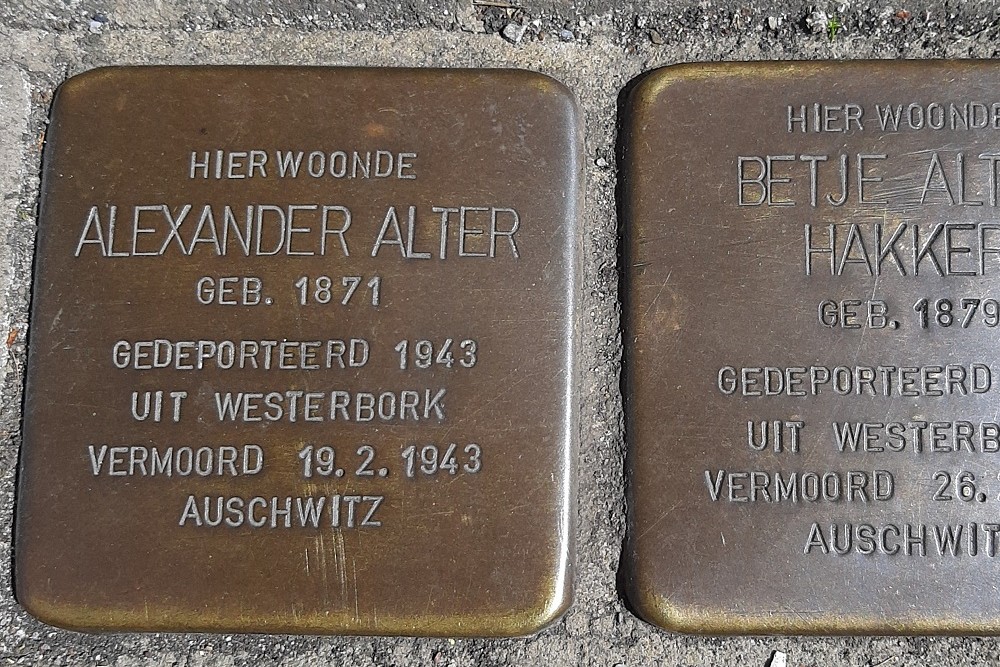 HIER WOONDE
ALEXANDER ALTER
GEB. 1871
GEDEPORTEERD 1943
UIT WESTERBORK
VERMOORD 19.2.1943
AUSCHWITZ
HIER WOONDE
BETJE
HAKKER
GEB. 1879
GEDEPORTEERD
UIT
VERMOORD 26.